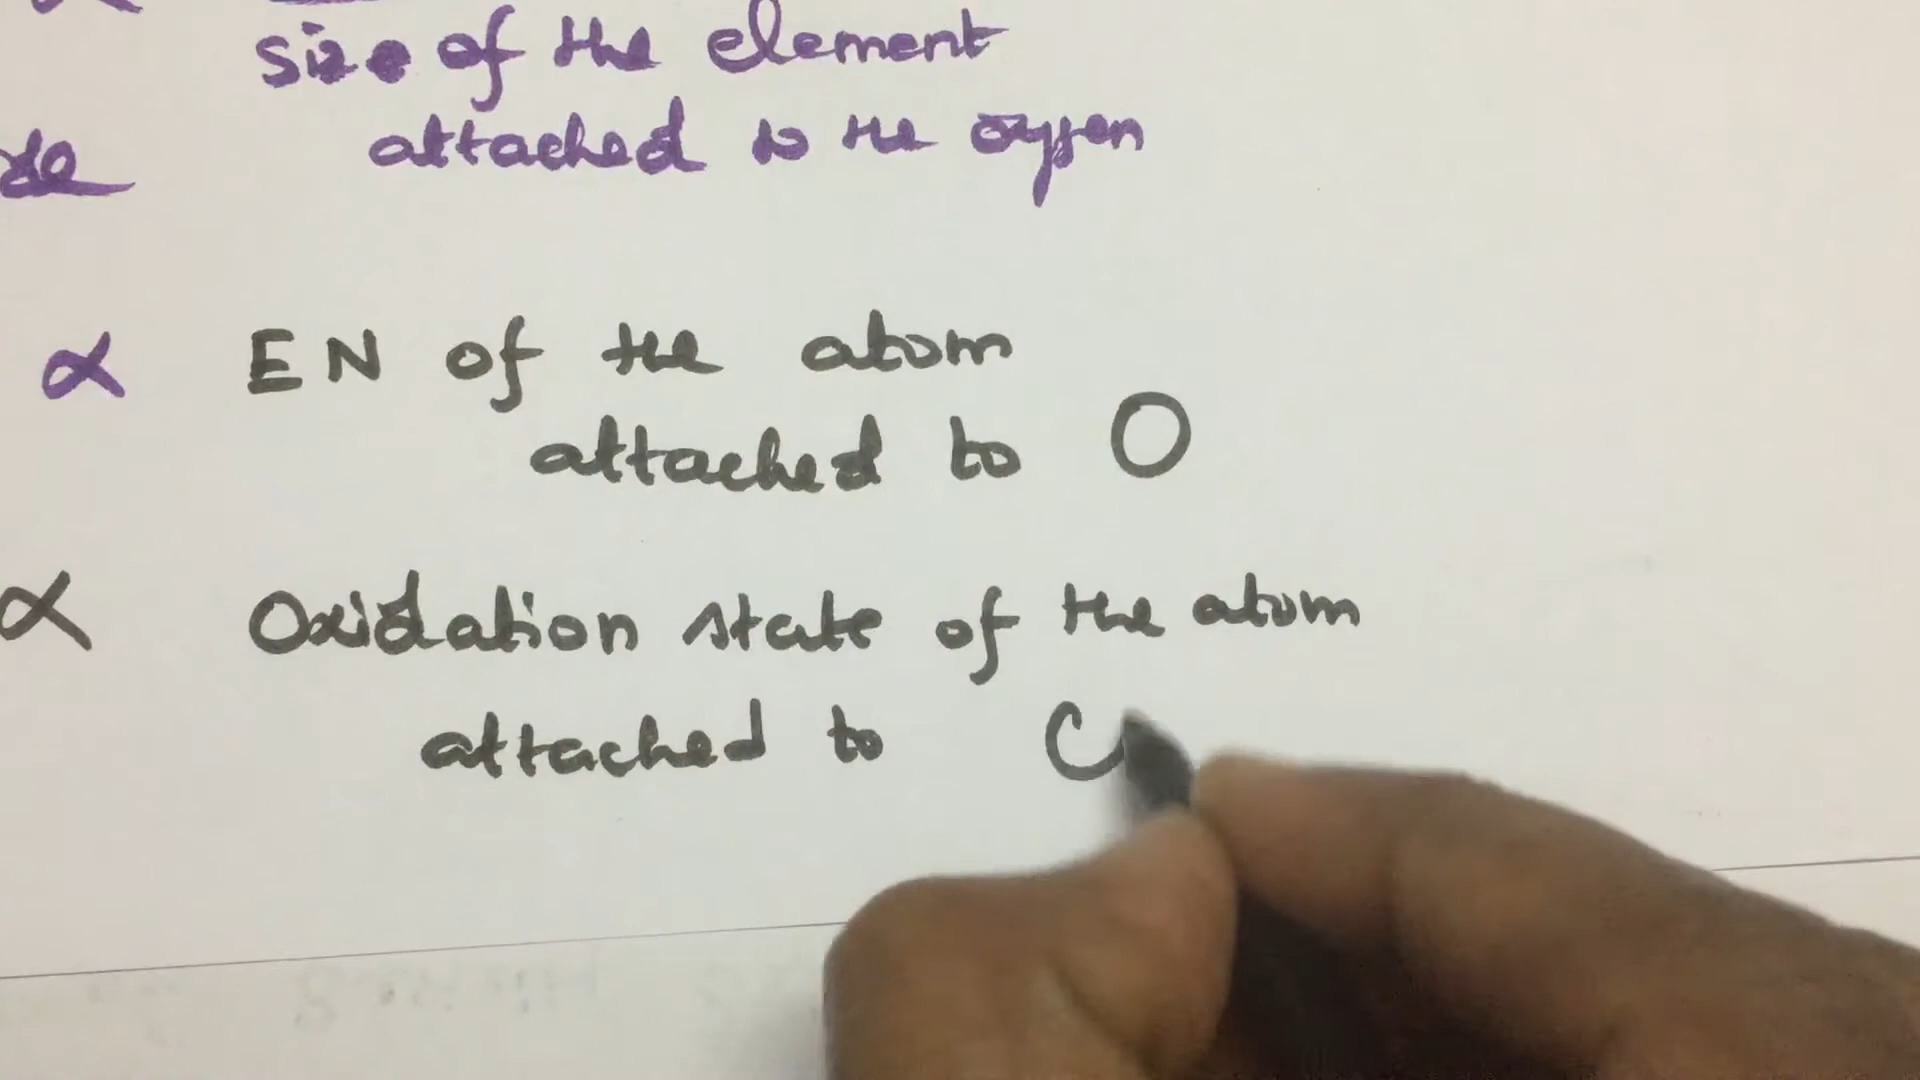 size of the element
attached to the oxygen
de
α EN of the atom
attached to O
α Oxidation state of the atom
attached to